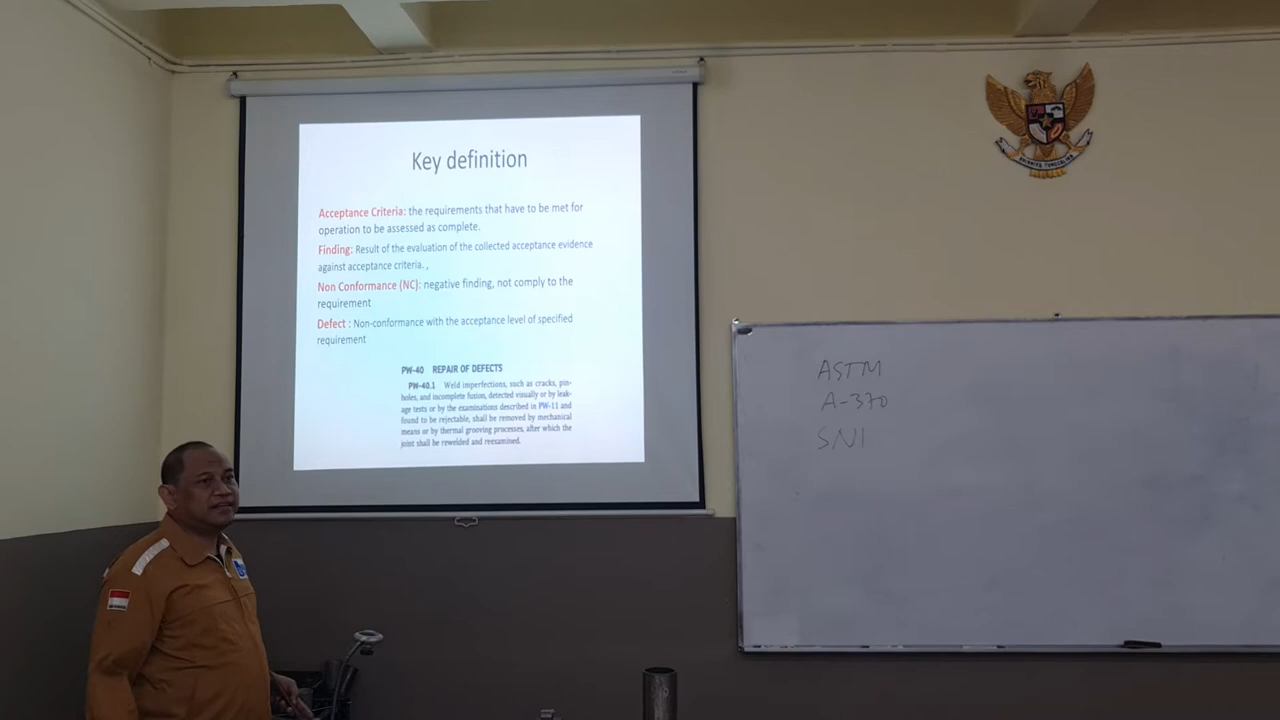 Key definition
Acceptance Criteria: the requirements that have to be met for
operation to be assessed as complete.
Finding: Result of the evaluation of the collected acceptance evidence
against acceptance criteria. ,
Non Conformance (NC): negative finding, not comply to the
requirement
Defect : Non-conformance with the acceptance level of specified
requirement
PW-40 REPAIR OF DEFECTS
PW-40.1 Weld imperfections, such as cracks, pin-
holes, and incomplete fusion, detected visually or by leak-
age tests or by the examinations described in PW-11 and
found to be rejectable, shall be removed by mechanical
means or by thermal grooving processes, after which the
joint shall be rewelded and reexamined.
BHINNEKA TUNGGAL IKA
ASTM
A-370
SNI